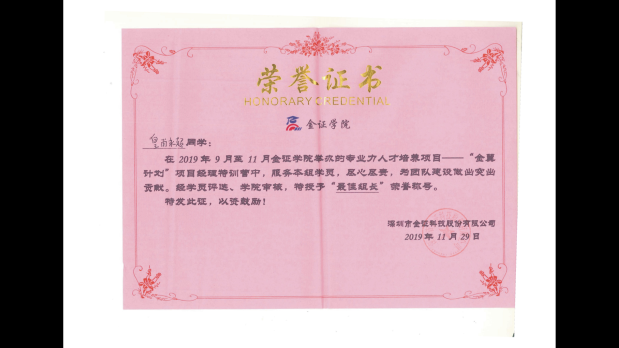 荣誉证书
HONORARY CREDENTIAL
金证学院
皇甫永超同学：
在 2019 年 9 月至 11 月金证学院举办的专业力人才培养项目——“金翼
计划”项目经理特训营中，服务本组学员，尽心尽责，为团队建设做出突出
贡献。经学员评选、学院审核，特授予“最佳组长”荣誉称号。
特发此证，以资鼓励！
深圳市金证科技股份有限公司
2019 年 11 月 29 日